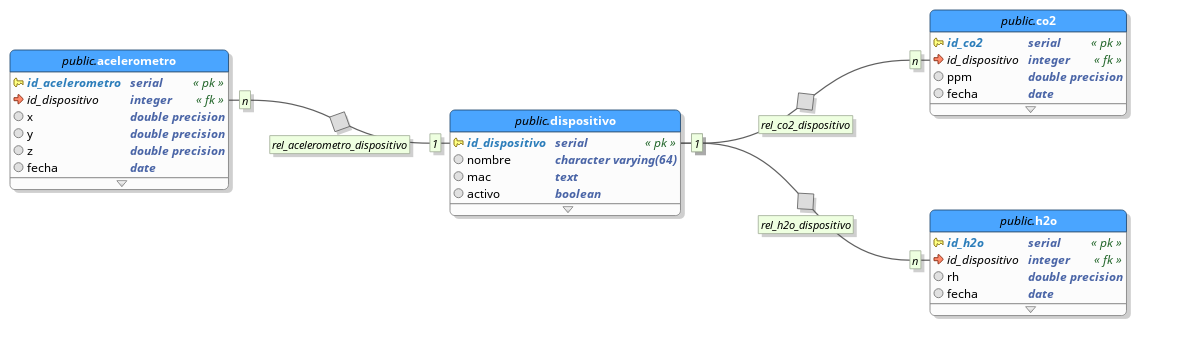 public.acelerometro
id_acelerometro serial « pk »
id_dispositivo integer « fk »
x double precision
y double precision
z double precision
fecha date
n
rel_acelerometro_dispositivo
1
public.dispositivo
id_dispositivo serial « pk »
nombre character varying(64)
mac text
activo boolean
1
rel_co2_dispositivo
n
public.co2
id_co2 serial « pk »
id_dispositivo integer « fk »
ppm double precision
fecha date
rel_h2o_dispositivo
n
public.h2o
id_h2o serial « pk »
id_dispositivo integer « fk »
rh double precision
fecha date